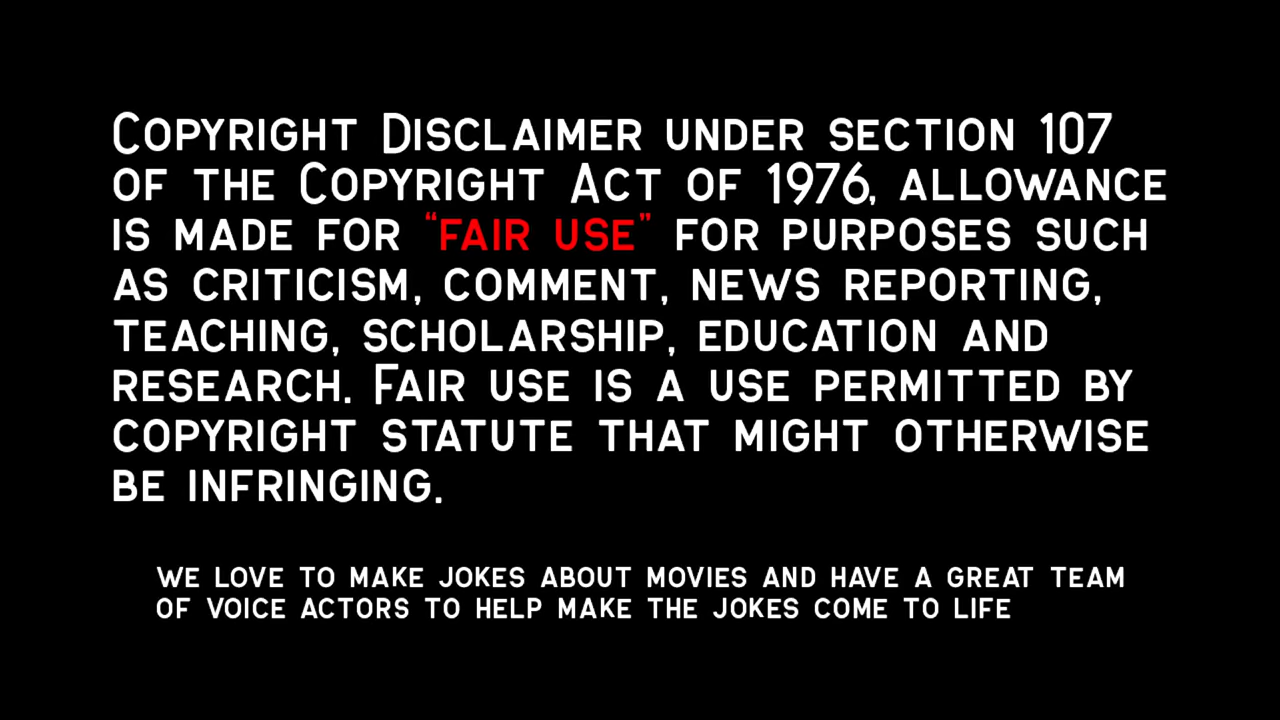 Copyright Disclaimer under section 107
of the Copyright Act of 1976, allowance
is made for “fair use” for purposes such
as criticism, comment, news reporting,
teaching, scholarship, education and
research. Fair use is a use permitted by
copyright statute that might otherwise
be infringing.
we love to make jokes about movies and have a great team
of voice actors to help make the jokes come to life